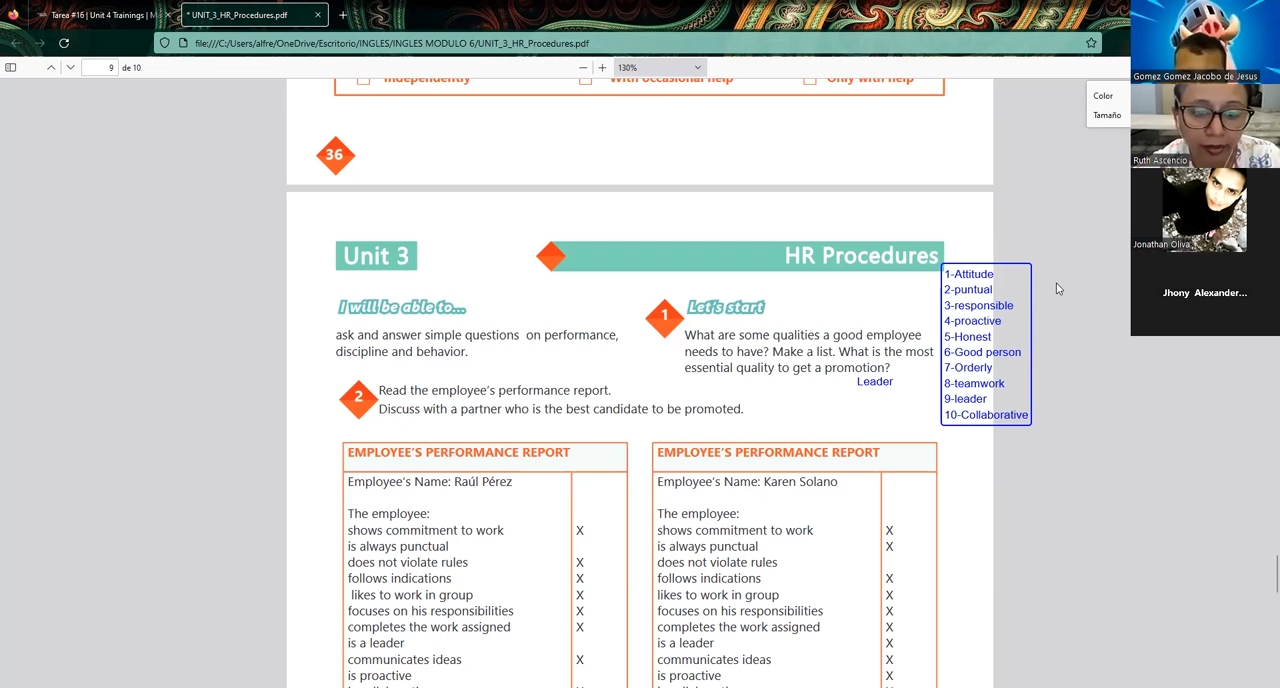 Tarea #16 | Unit 4 Trainings | M
* UNIT_3_HR_Procedures.pdf
file:///C:/Users/alfre/OneDrive/Escritorio/INGLES/INGLES MODULO 6/UNIT_3_HR_Procedures.pdf
9 de 10
130%
Independently With occasional help Only with help
Color
Tamaño
36
Unit 3
HR Procedures
I will be able to...
ask and answer simple questions on performance,
discipline and behavior.
1
Let's start
What are some qualities a good employee
needs to have? Make a list. What is the most
essential quality to get a promotion?
Leader
1-Attitude
2-puntual
3-responsible
4-proactive
5-Honest
6-Good person
7-Orderly
8-teamwork
9-leader
10-Collaborative
2
Read the employee's performance report.
Discuss with a partner who is the best candidate to be promoted.
EMPLOYEE'S PERFORMANCE REPORT
Employee's Name: Raúl Pérez
The employee:
shows commitment to work X
is always punctual
does not violate rules X
follows indications X
likes to work in group X
focuses on his responsibilities X
completes the work assigned X
is a leader
communicates ideas X
is proactive
EMPLOYEE'S PERFORMANCE REPORT
Employee's Name: Karen Solano
The employee:
shows commitment to work X
is always punctual X
does not violate rules
follows indications X
likes to work in group X
focuses on his responsibilities X
completes the work assigned X
is a leader X
communicates ideas X
is proactive X
Gomez Gomez Jacobo de Jesus
Ruth Ascencio
Jonathan Oliva
Jhony Alexander...